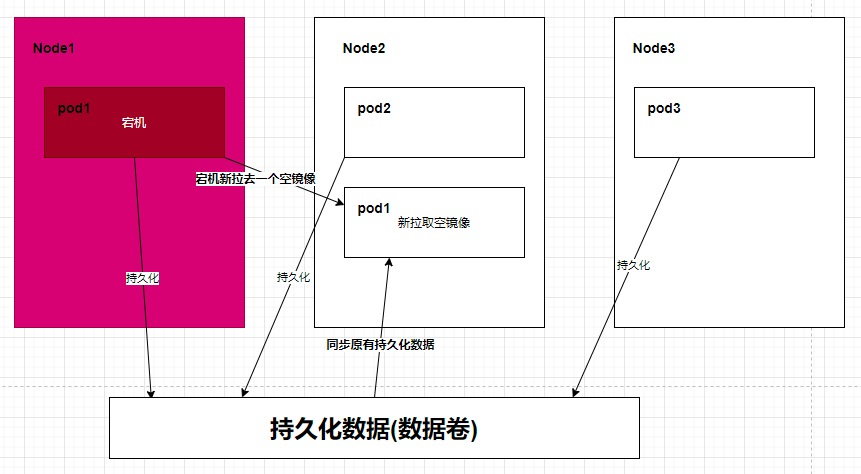 Node1
Node2
Node3
pod1
宕机
pod2
pod3
宕机新拉去一个空镜像
pod1
新拉取空镜像
持久化
持久化
持久化
同步原有持久化数据
持久化数据(数据卷)